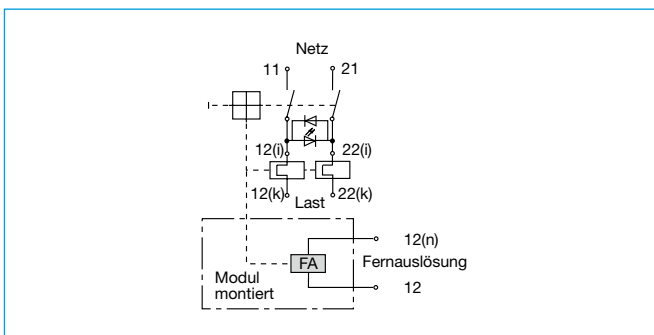 Netz
11 21
12(i) 22(i)
12(k) Last 22(k)
12(n)
FA Fernauslösung
Modul
montiert
12